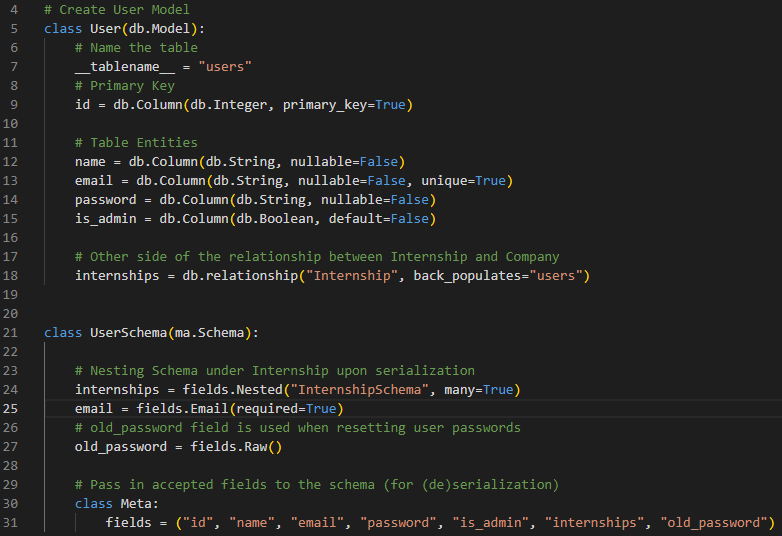 4 # Create User Model
5 class User(db.Model):
6 # Name the table
7 __tablename__ = "users"
8 # Primary Key
9 id = db.Column(db.Integer, primary_key=True)
10
11 # Table Entities
12 name = db.Column(db.String, nullable=False)
13 email = db.Column(db.String, nullable=False, unique=True)
14 password = db.Column(db.String, nullable=False)
15 is_admin = db.Column(db.Boolean, default=False)
16
17 # Other side of the relationship between Internship and Company
18 internships = db.relationship("Internship", back_populates="users")
19
20
21 class UserSchema(ma.Schema):
22
23 # Nesting Schema under Internship upon serialization
24 internships = fields.Nested("InternshipSchema", many=True)
25 email = fields.Email(required=True)
26 # old_password field is used when resetting user passwords
27 old_password = fields.Raw()
28
29 # Pass in accepted fields to the schema (for (de)serialization)
30 class Meta:
31 fields = ("id", "name", "email", "password", "is_admin", "internships", "old_password")